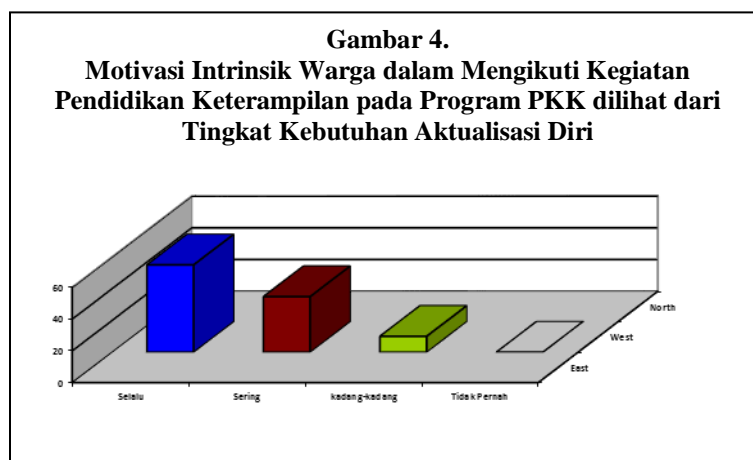 Gambar 4.
Motivasi Intrinsik Warga dalam Mengikuti Kegiatan
Pendidikan Keterampilan pada Program PKK dilihat dari
Tingkat Kebutuhan Aktualisasi Diri
60
40
20
0
Selalu
Sering
kadang-kadang
Tidak Pernah
East
West
North